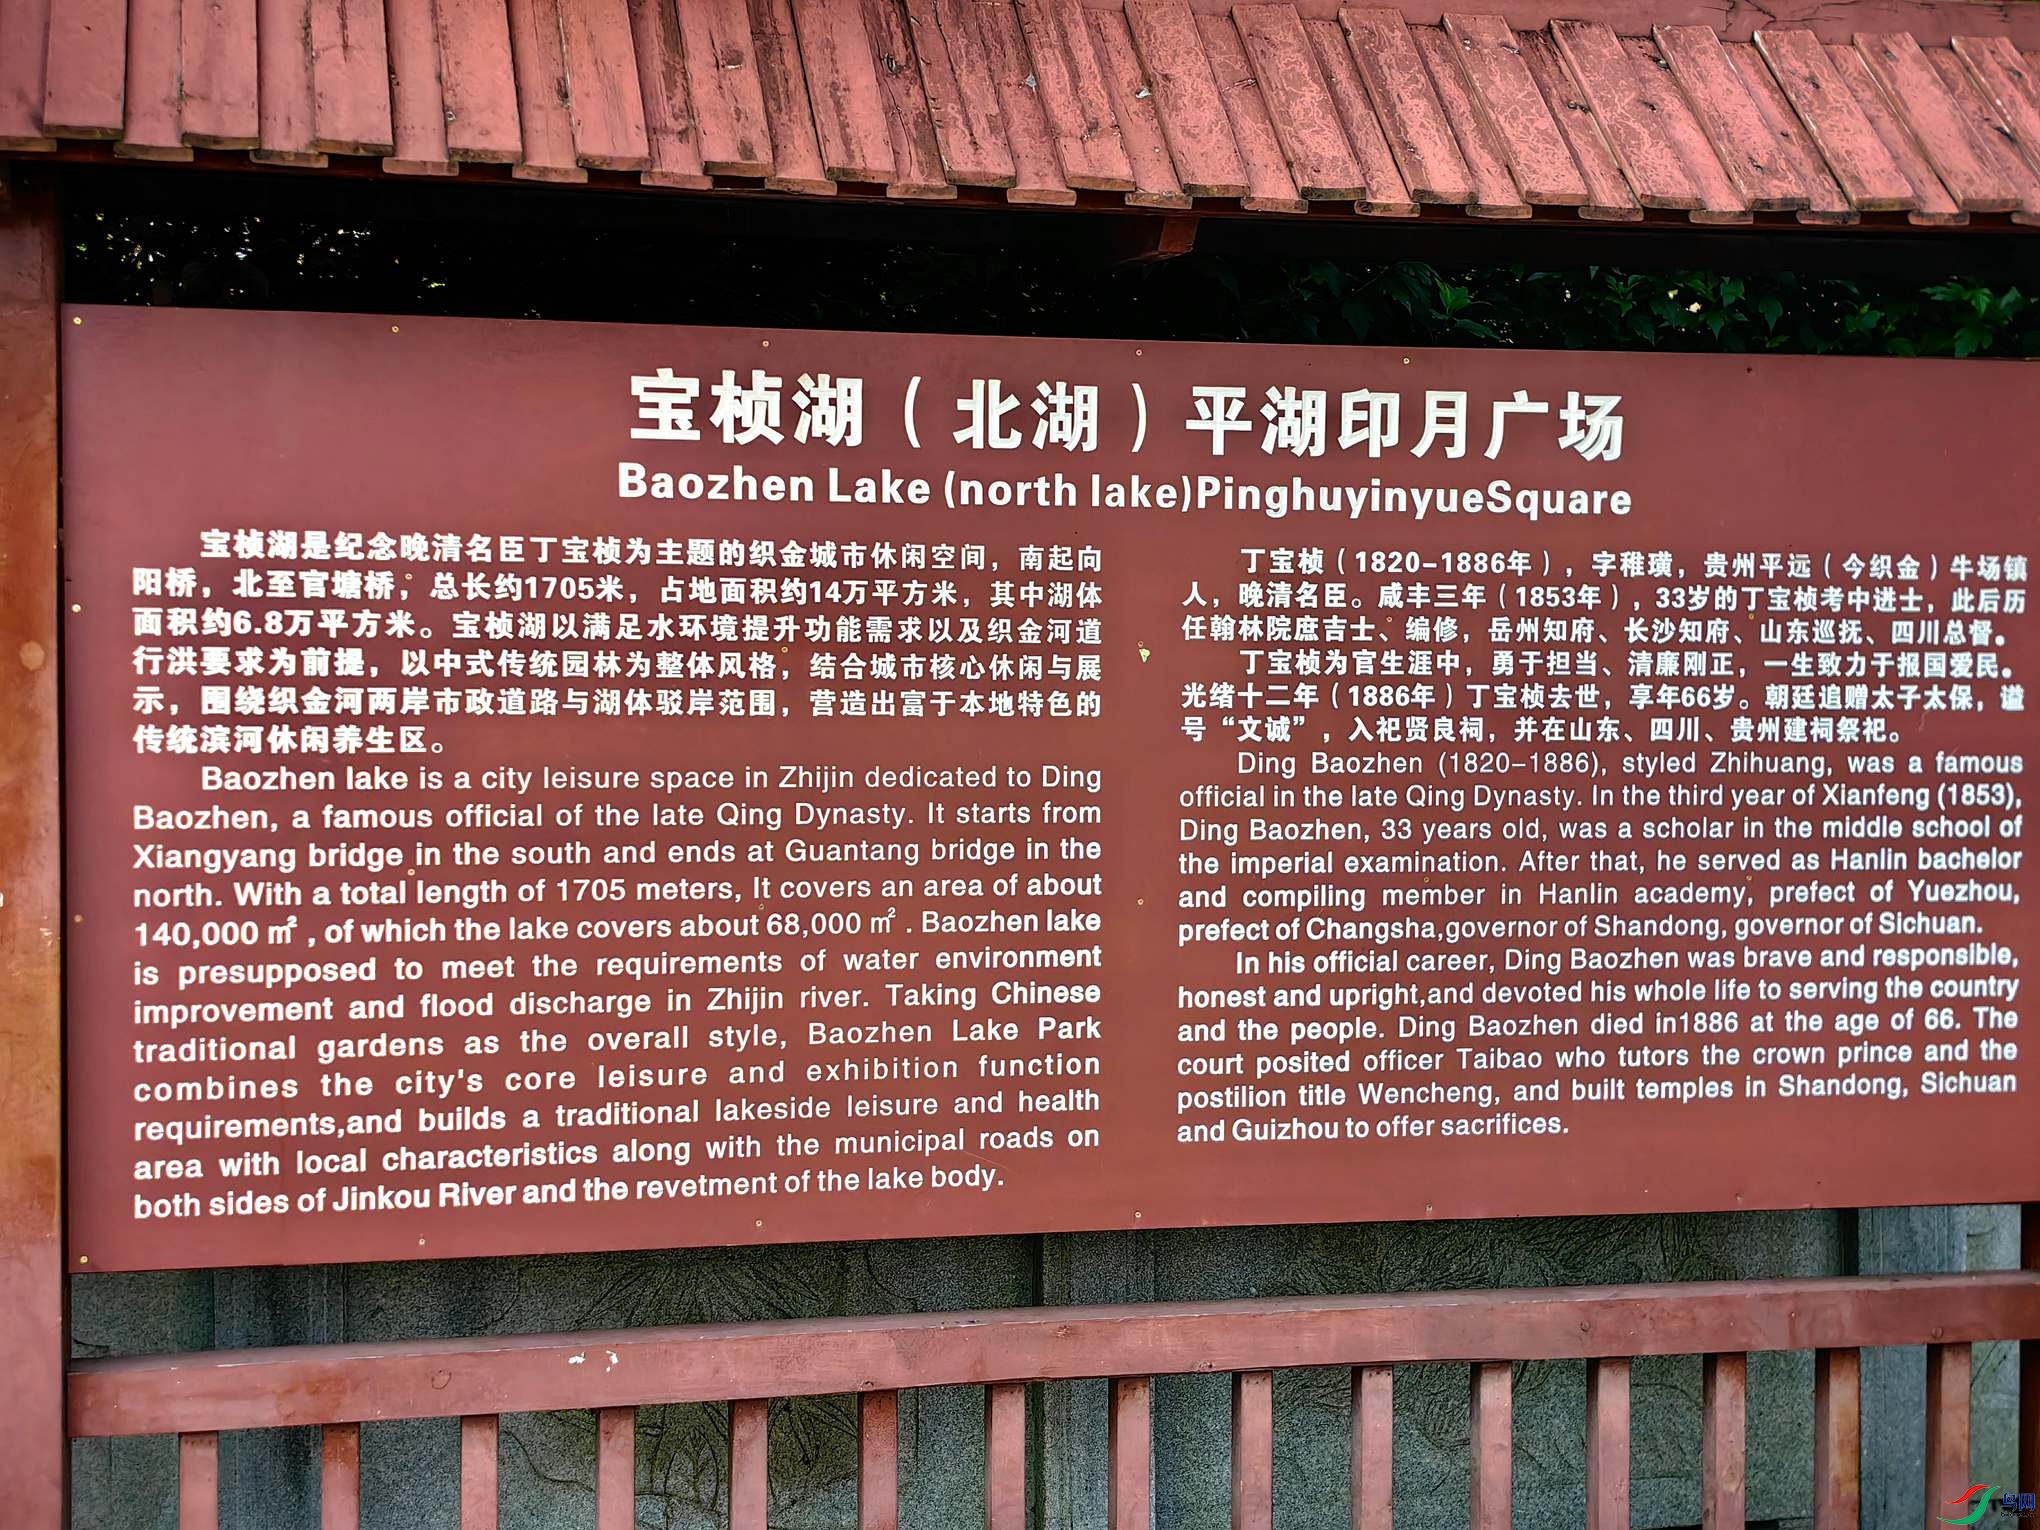 宝桢湖（北湖）平湖印月广场
Baozhen Lake (north lake)PinghuyinyueSquare
宝桢湖是纪念晚清名臣丁宝桢为主题的织金城市休闲空间，南起向
阳桥，北至官塘桥，总长约1705米，占地面积约14万平方米，其中湖体
面积约6.8万平方米。宝桢湖以满足水环境提升功能需求以及织金河道
行洪要求为前提，以中式传统园林为整体风格，结合城市核心休闲与展
示，围绕织金河两岸市政道路与湖体驳岸范围，营造出富于本地特色的
传统滨河休闲养生区。
Baozhen lake is a city leisure space in Zhijin dedicated to Ding
Baozhen, a famous official of the late Qing Dynasty. It starts from
Xiangyang bridge in the south and ends at Guantang bridge in the
north. With a total length of 1705 meters, It covers an area of about
140,000 ㎡ , of which the lake covers about 68,000 ㎡ . Baozhen lake
is presupposed to meet the requirements of water environment
improvement and flood discharge in Zhijin river. Taking Chinese
traditional gardens as the overall style, Baozhen Lake Park
combines the city's core leisure and exhibition function
requirements,and builds a traditional lakeside leisure and health
area with local characteristics along with the municipal roads on
both sides of Jinkou River and the revetment of the lake body.
丁宝桢（1820-1886年），字稚璜，贵州平远（今织金）牛场镇
人，晚清名臣。咸丰三年（1853年），33岁的丁宝桢考中进士，此后历
任翰林院庶吉士、编修，岳州知府、长沙知府、山东巡抚、四川总督。
丁宝桢为官生涯中，勇于担当、清廉刚正，一生致力于报国爱民。
光绪十二年（1886年）丁宝桢去世，享年66岁。朝廷追赠太子太保，谥
号“文诚”，入祀贤良祠，并在山东、四川、贵州建祠祭祀。
Ding Baozhen (1820-1886), styled Zhihuang, was a famous
official in the late Qing Dynasty. In the third year of Xianfeng (1853),
Ding Baozhen, 33 years old, was a scholar in the middle school of
the imperial examination. After that, he served as Hanlin bachelor
and compiling member in Hanlin academy, prefect of Yuezhou,
prefect of Changsha,governor of Shandong, governor of Sichuan.
In his official career, Ding Baozhen was brave and responsible,
honest and upright,and devoted his whole life to serving the country
and the people. Ding Baozhen died in1886 at the age of 66. The
court posited officer Taibao who tutors the crown prince and the
postilion title Wencheng, and built temples in Shandong, Sichuan
and Guizhou to offer sacrifices.
鸟网